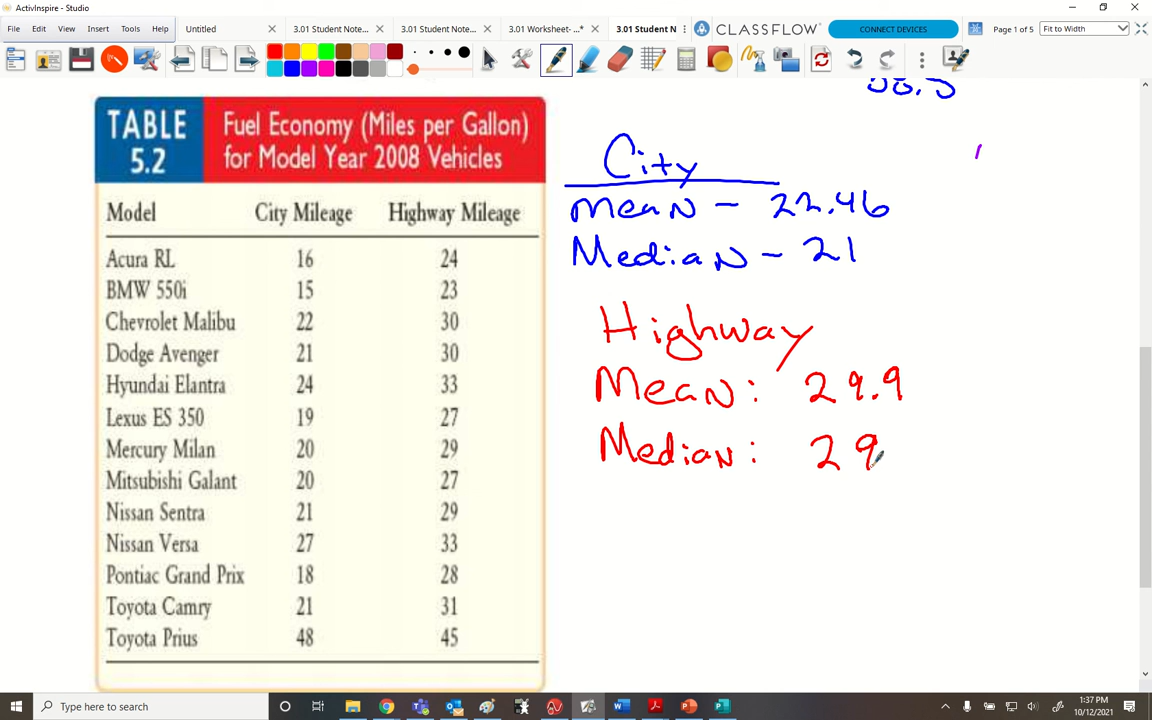 ActivInspire - Studio
File Edit View Insert Tools Help
Untitled
3.01 Student Note...
3.01 Student Note...
3.01 Worksheet-...*
3.01 Student N
CLASSFLOW
CONNECT DEVICES
Page 1 of 5
Fit to Width
TABLE 5.2
Fuel Economy (Miles per Gallon)
for Model Year 2008 Vehicles
Model City Mileage Highway Mileage
Acura RL 16 24
BMW 550i 15 23
Chevrolet Malibu 22 30
Dodge Avenger 21 30
Hyundai Elantra 24 33
Lexus ES 350 19 27
Mercury Milan 20 29
Mitsubishi Galant 20 27
Nissan Sentra 21 29
Nissan Versa 27 33
Pontiac Grand Prix 18 28
Toyota Camry 21 31
Toyota Prius 48 45
City
Mean - 22.46
Median - 21
Highway
Mean: 29.9
Median: 29
Type here to search
1:37 PM
10/12/2021